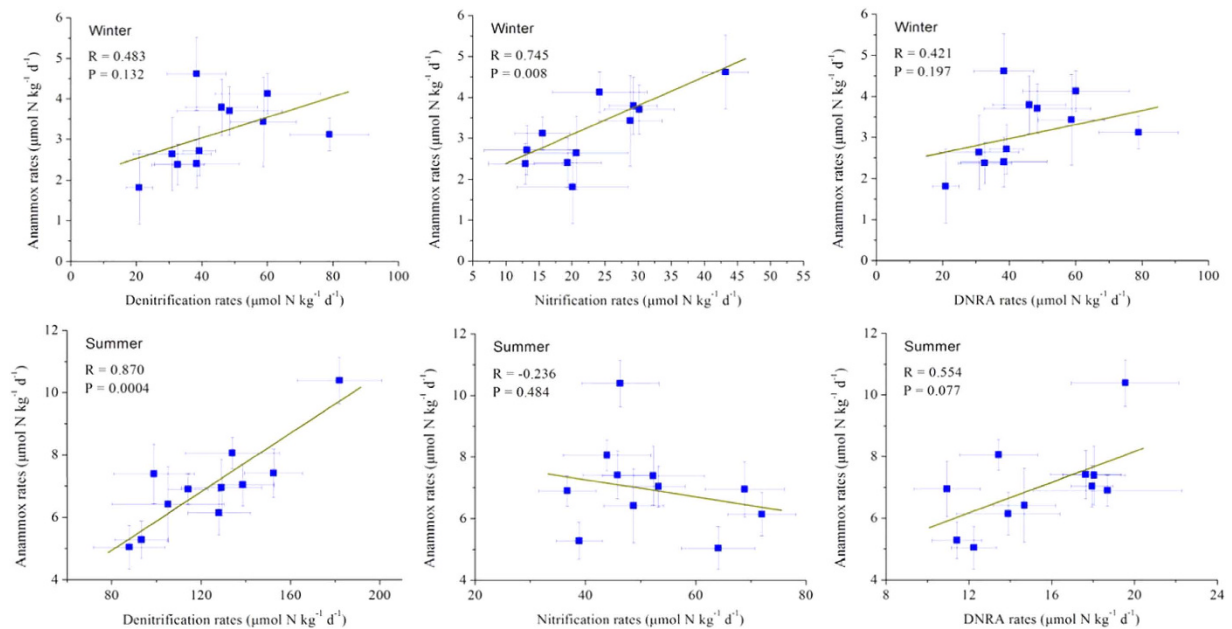 Winter
R = 0.483
P = 0.132
Anammox rates (μmol N kg⁻¹ d⁻¹)
6
5
4
3
2
1
0
0 20 40 60 80 100
Denitrification rates (μmol N kg⁻¹ d⁻¹)
Winter
R = 0.745
P = 0.008
Anammox rates (μmol N kg⁻¹ d⁻¹)
6
5
4
3
2
1
0
5 10 15 20 25 30 35 40 45 50 55
Nitrification rates (μmol N kg⁻¹ d⁻¹)
Winter
R = 0.421
P = 0.197
Anammox rates (μmol N kg⁻¹ d⁻¹)
6
5
4
3
2
1
0
0 20 40 60 80 100
DNRA rates (μmol N kg⁻¹ d⁻¹)
Summer
R = 0.870
P = 0.0004
Anammox rates (μmol N kg⁻¹ d⁻¹)
12
10
8
6
4
40 80 120 160 200
Denitrification rates (μmol N kg⁻¹ d⁻¹)
Summer
R = -0.236
P = 0.484
Anammox rates (μmol N kg⁻¹ d⁻¹)
12
10
8
6
4
20 40 60 80
Nitrification rates (μmol N kg⁻¹ d⁻¹)
Summer
R = 0.554
P = 0.077
Anammox rates (μmol N kg⁻¹ d⁻¹)
12
10
8
6
4
8 12 16 20 24
DNRA rates (μmol N kg⁻¹ d⁻¹)